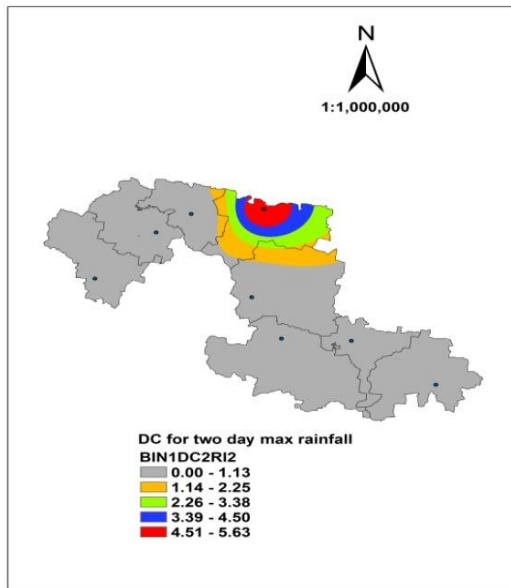 N
1:1,000,000
DC for two day max rainfall
BIN1DC2RI2
0.00 - 1.13
1.14 - 2.25
2.26 - 3.38
3.39 - 4.50
4.51 - 5.63